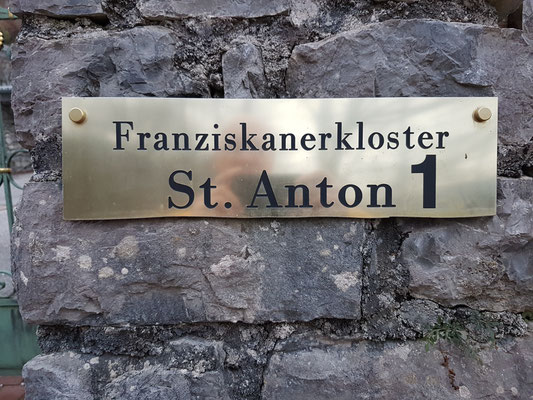 Franziskanerkloster
St. Anton 1